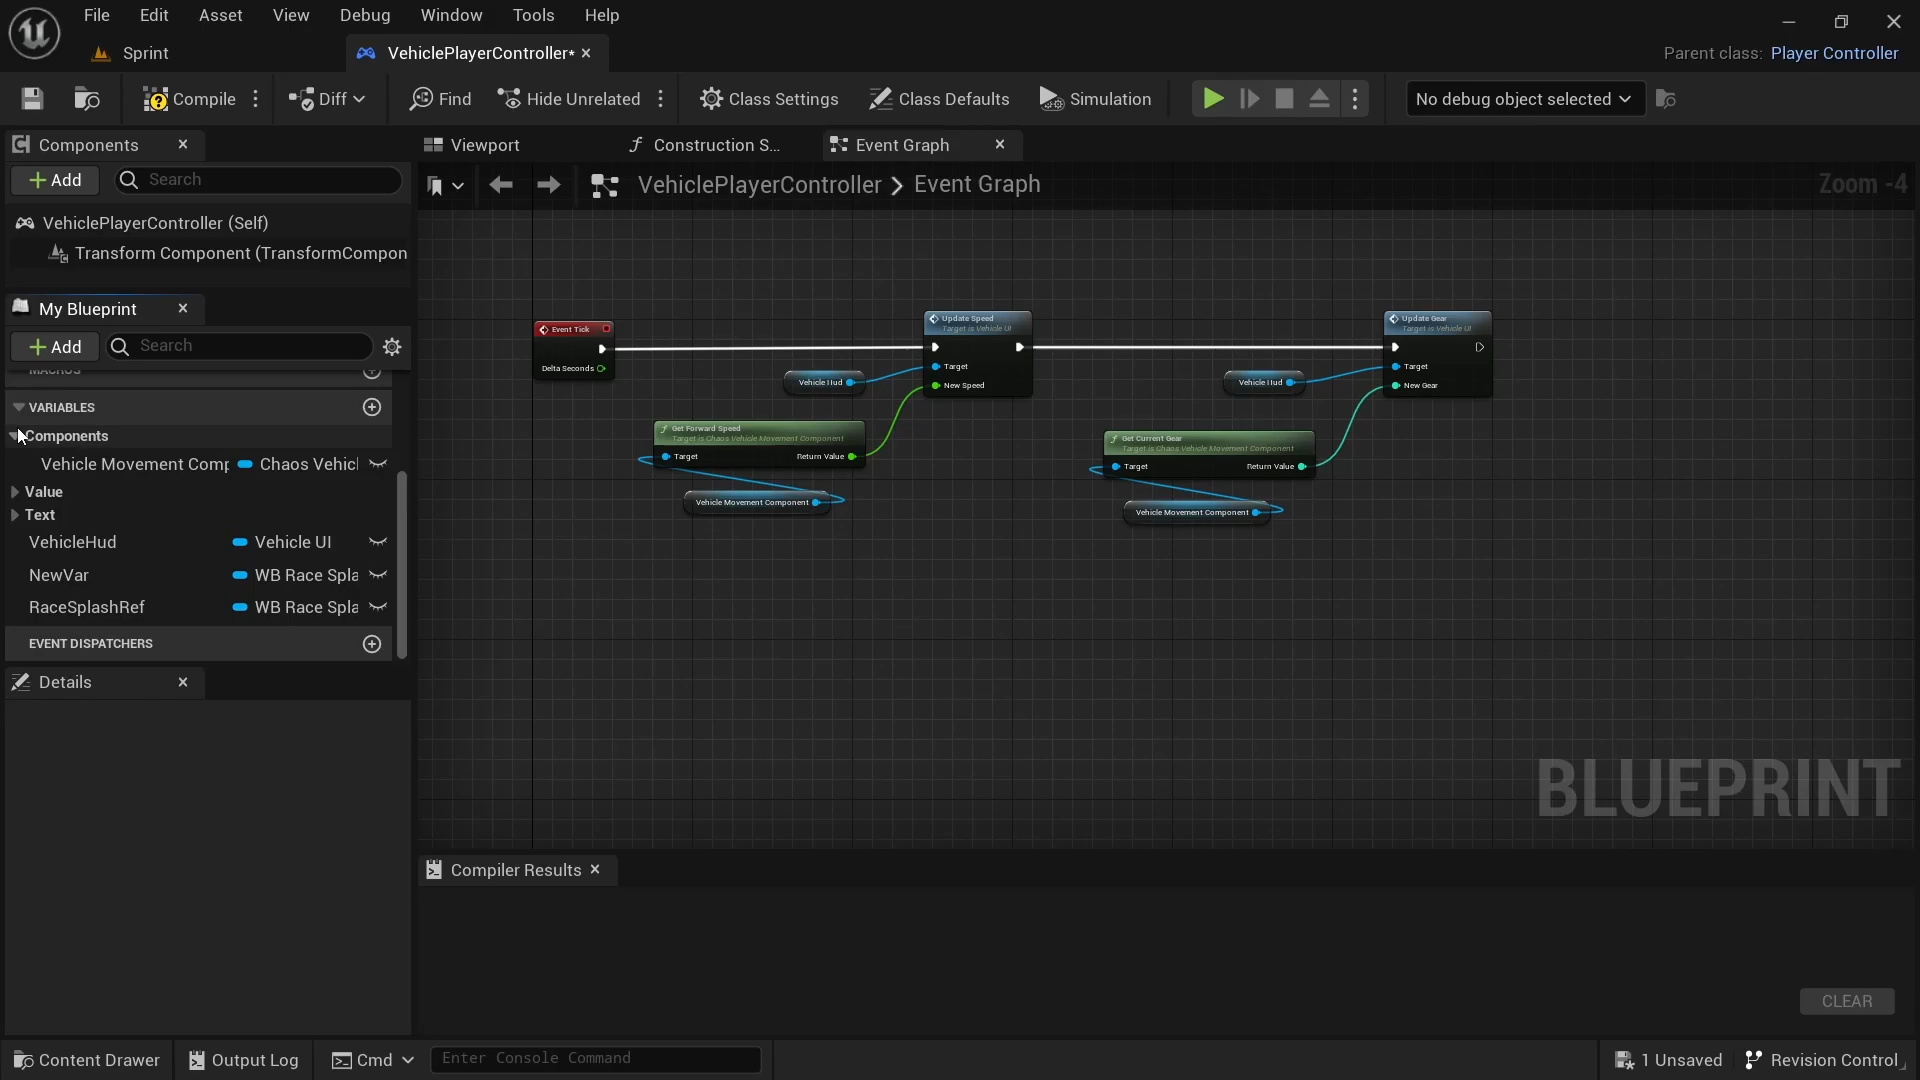 File Edit Asset View Debug Window Tools Help
Sprint
VehiclePlayerController*
Parent class: Player Controller
Compile
Diff
Find
Hide Unrelated
Class Settings
Class Defaults
Simulation
No debug object selected
Components
Viewport
Construction S...
Event Graph
Add
Search
VehiclePlayerController > Event Graph
Zoom -4
VehiclePlayerController (Self)
Transform Component (TransformCompon
My Blueprint
Add
Search
MACROS
VARIABLES
Components
Vehicle Movement Comp Chaos Vehicl
Value
Text
VehicleHud Vehicle UI
NewVar WB Race Spla
RaceSplashRef WB Race Spla
EVENT DISPATCHERS
Details
Event Tick
Delta Seconds
Update Speed
Target is Vehicle UI
Target
New Speed
Vehicle Hud
Get Forward Speed
Target is Chaos Vehicle Movement Component
Target Return Value
Vehicle Movement Component
Update Gear
Target is Vehicle UI
Target
New Gear
Vehicle Hud
Get Current Gear
Target is Chaos Vehicle Movement Component
Target Return Value
Vehicle Movement Component
BLUEPRINT
Compiler Results
CLEAR
Content Drawer
Output Log
Cmd
Enter Console Command
1 Unsaved
Revision Control